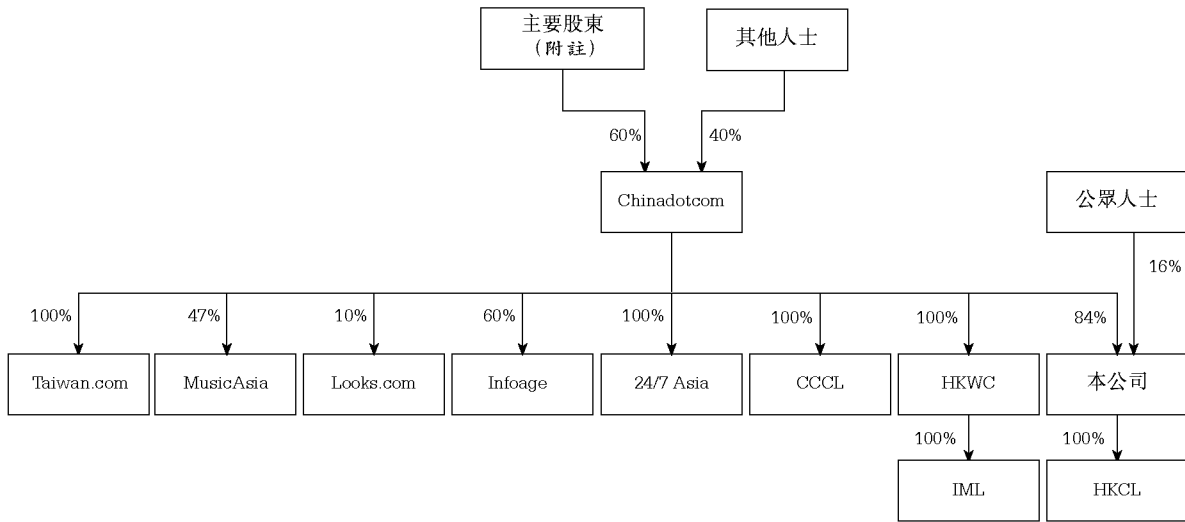 主要股東
（附註）
其他人士
60%
40%
Chinadotcom
公眾人士
16%
100%
47%
10%
60%
100%
100%
100%
84%
Taiwan.com
MusicAsia
Looks.com
Infoage
24/7 Asia
CCCL
HKWC
本公司
100%
100%
IML
HKCL